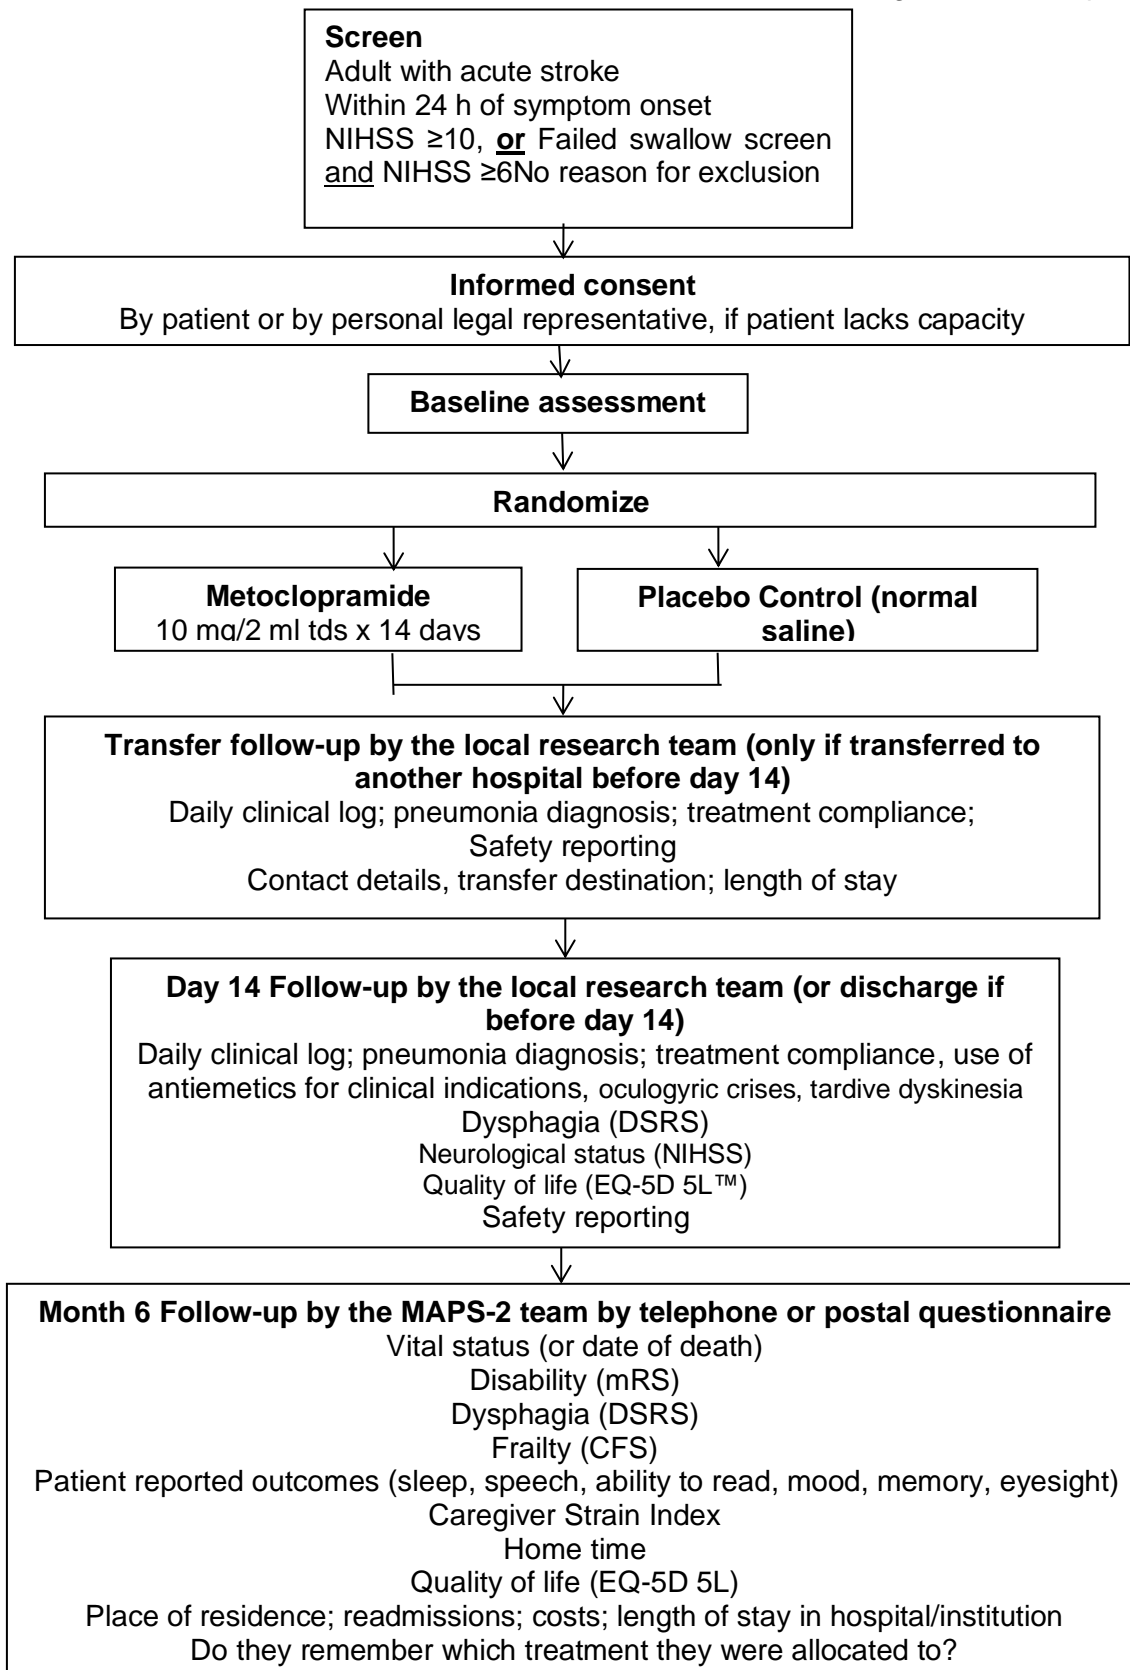 Screen
Adult with acute stroke
Within 24 h of symptom onset
NIHSS ≥10, or Failed swallow screen
and NIHSS ≥6No reason for exclusion
Informed consent
By patient or by personal legal representative, if patient lacks capacity
Baseline assessment
Randomize
Metoclopramide
10 mg/2 ml tds x 14 days
Placebo Control (normal
saline)
Transfer follow-up by the local research team (only if transferred to
another hospital before day 14)
Daily clinical log; pneumonia diagnosis; treatment compliance;
Safety reporting
Contact details, transfer destination; length of stay
Day 14 Follow-up by the local research team (or discharge if
before day 14)
Daily clinical log; pneumonia diagnosis; treatment compliance, use of
antiemetics for clinical indications, oculogyric crises, tardive dyskinesia
Dysphagia (DSRS)
Neurological status (NIHSS)
Quality of life (EQ-5D 5L™)
Safety reporting
Month 6 Follow-up by the MAPS-2 team by telephone or postal questionnaire
Vital status (or date of death)
Disability (mRS)
Dysphagia (DSRS)
Frailty (CFS)
Patient reported outcomes (sleep, speech, ability to read, mood, memory, eyesight)
Caregiver Strain Index
Home time
Quality of life (EQ-5D 5L)
Place of residence; readmissions; costs; length of stay in hospital/institution
Do they remember which treatment they were allocated to?